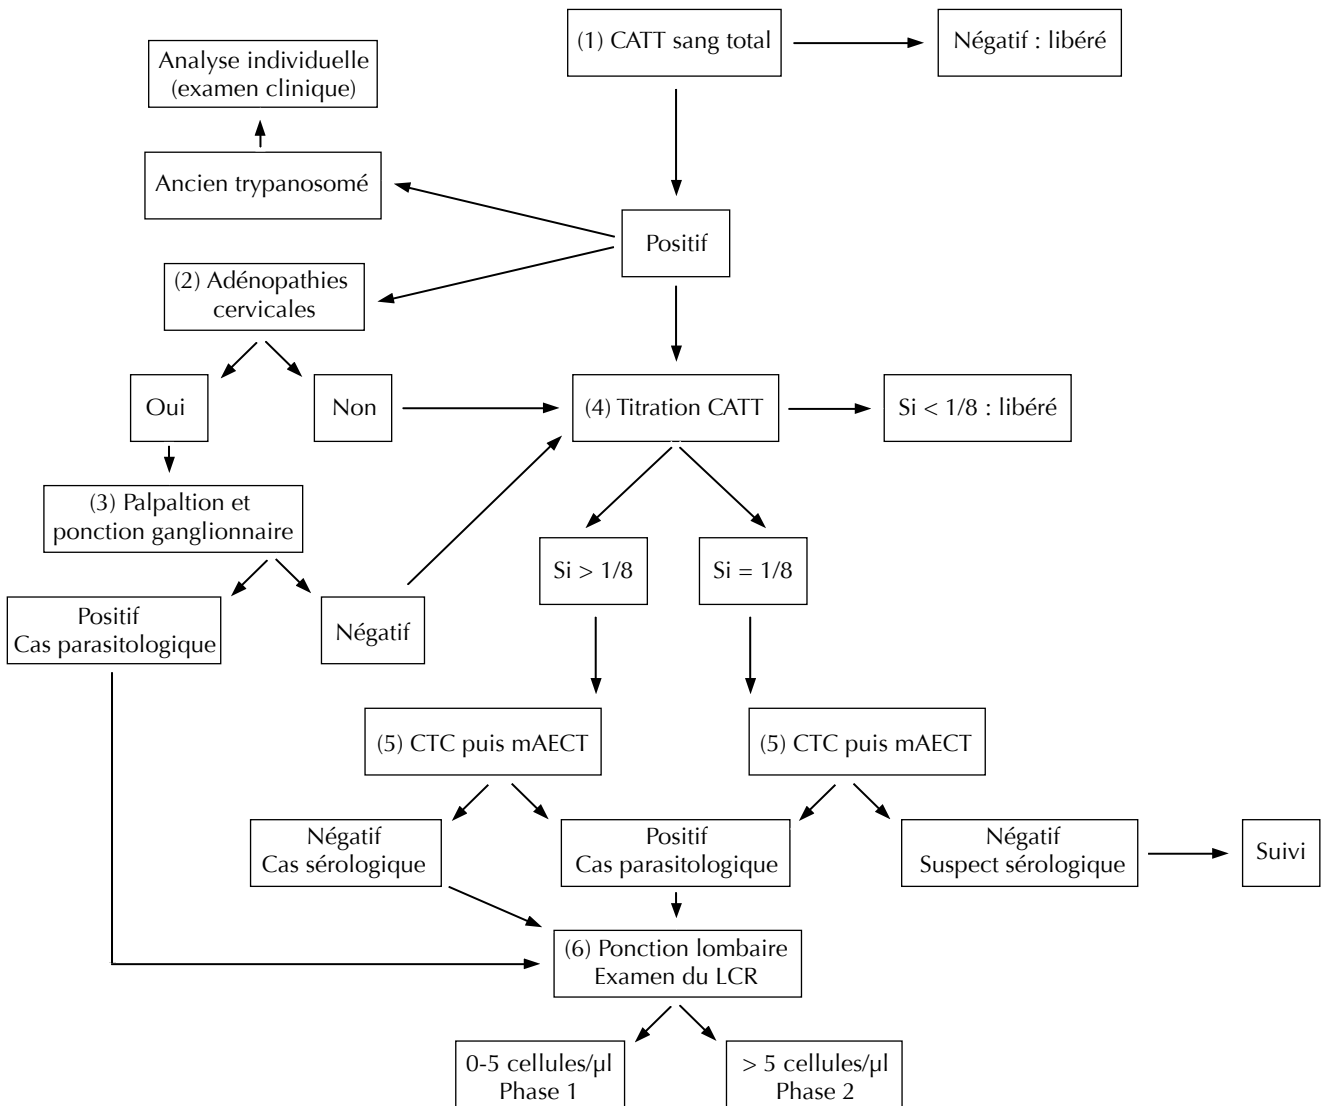 (1) CATT sang total
Négatif : libéré
Analyse individuelle
(examen clinique)
Ancien trypanosomé
Positif
(2) Adénopathies
cervicales
Oui
Non
(4) Titration CATT
Si < 1/8 : libéré
(3) Palpaltion et
ponction ganglionnaire
Si > 1/8
Si = 1/8
Positif
Cas parasitologique
Négatif
(5) CTC puis mAECT
(5) CTC puis mAECT
Négatif
Cas sérologique
Positif
Cas parasitologique
Négatif
Suspect sérologique
Suivi
(6) Ponction lombaire
Examen du LCR
0-5 cellules/µl
Phase 1
> 5 cellules/µl
Phase 2